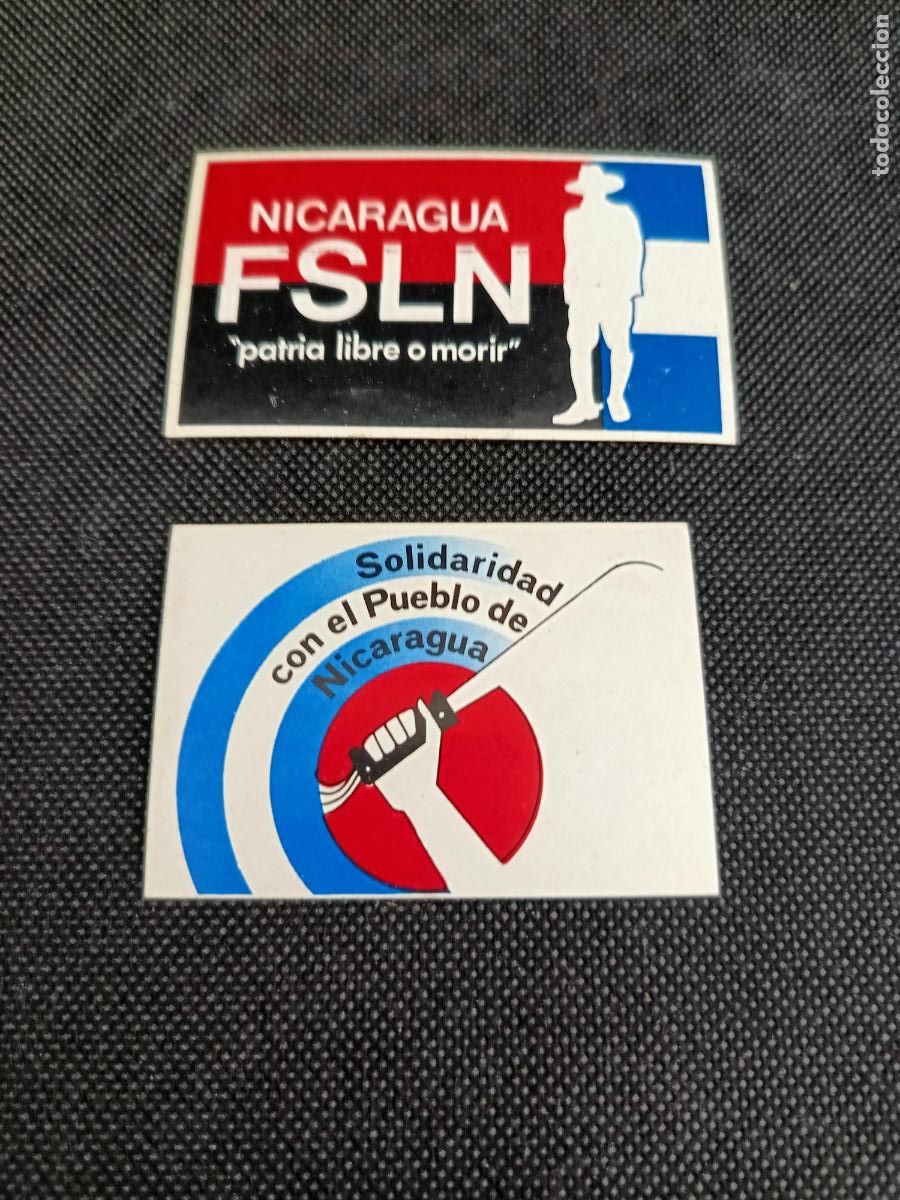 todocoleccion
NICARAGUA
FSLN
"patria libre o morir"
Solidaridad
con el Pueblo de
Nicaragua